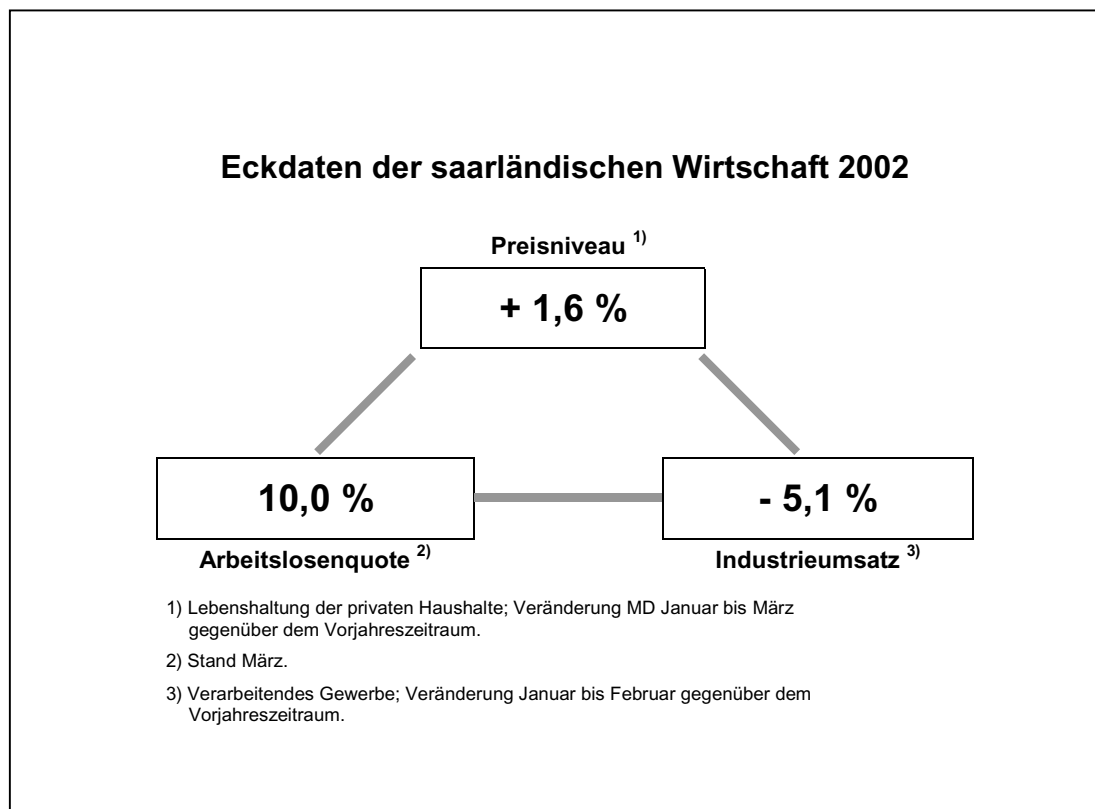 Eckdaten der saarländischen Wirtschaft 2002
Preisniveau 1)
+ 1,6 %
10,0 %
- 5,1 %
Arbeitslosenquote 2)
Industrieumsatz 3)
1) Lebenshaltung der privaten Haushalte; Veränderung MD Januar bis März
gegenüber dem Vorjahreszeitraum.
2) Stand März.
3) Verarbeitendes Gewerbe; Veränderung Januar bis Februar gegenüber dem
Vorjahreszeitraum.